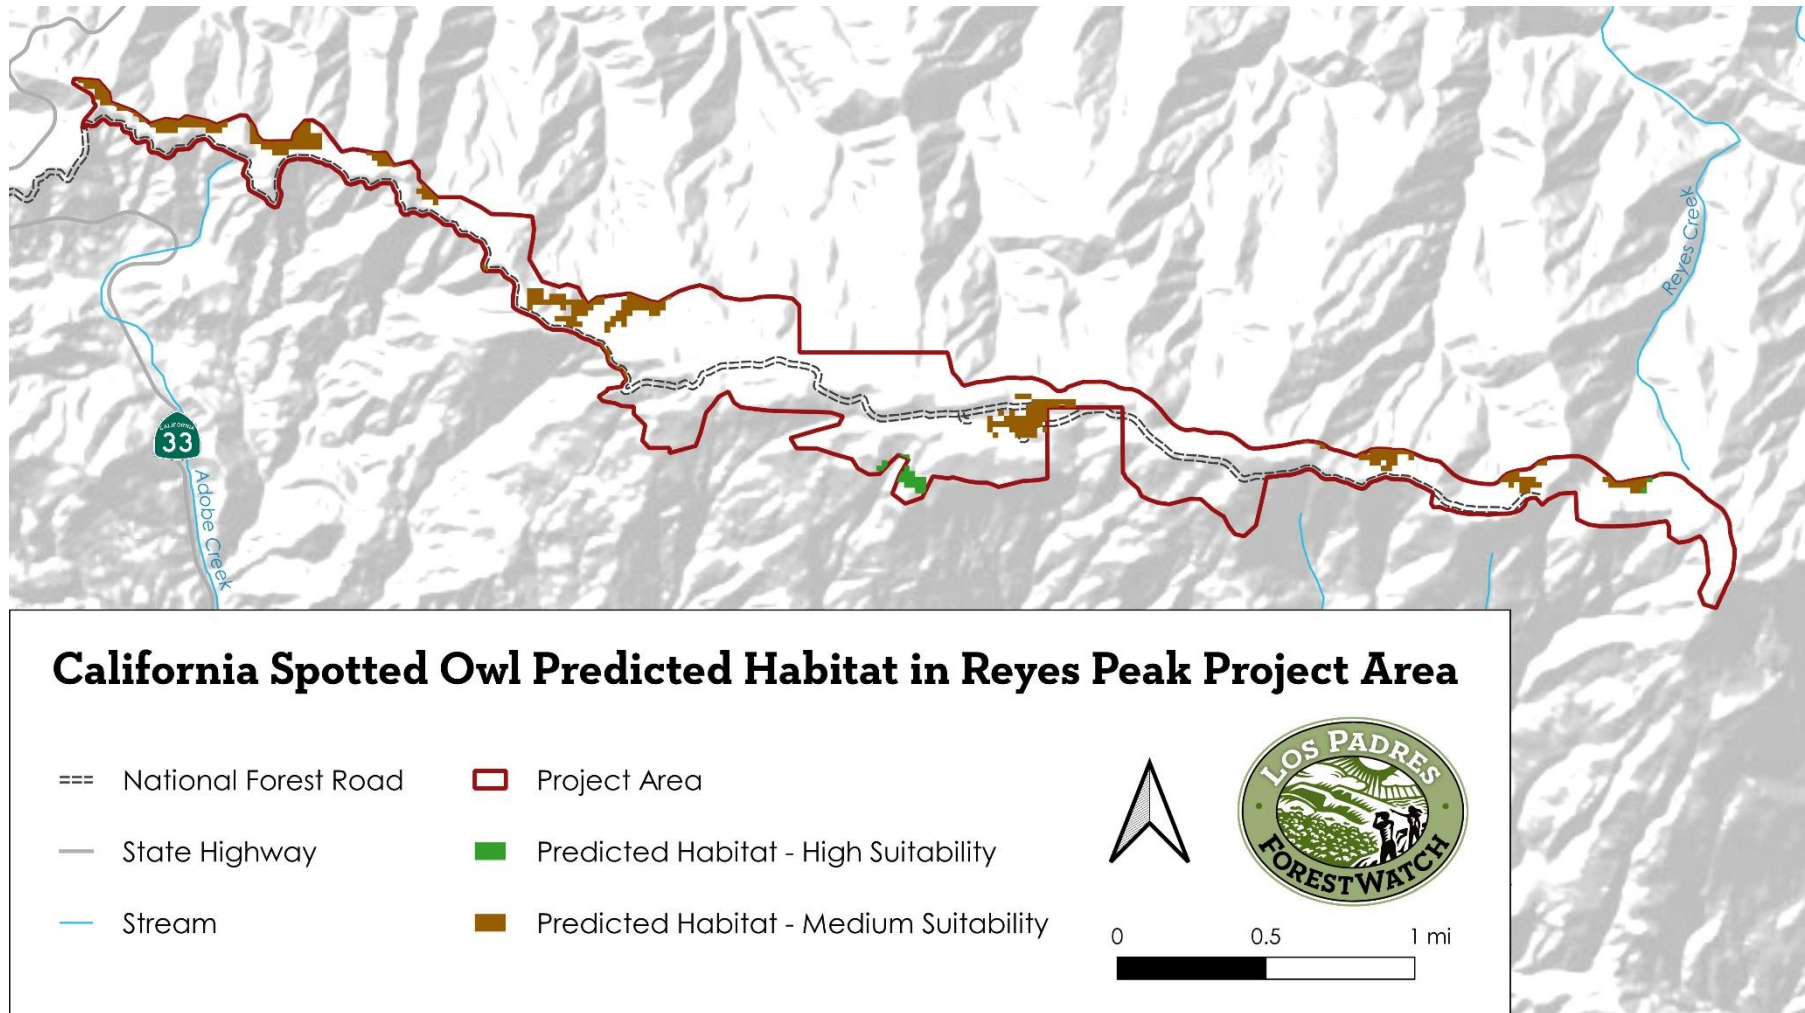 Reyes Creek
CALIFORNIA
33
Adobe Creek
California Spotted Owl Predicted Habitat in Reyes Peak Project Area
National Forest Road
Project Area
State Highway
Predicted Habitat - High Suitability
Stream
Predicted Habitat - Medium Suitability
LOS PADRES
FORESTWATCH
0 0.5 1 mi